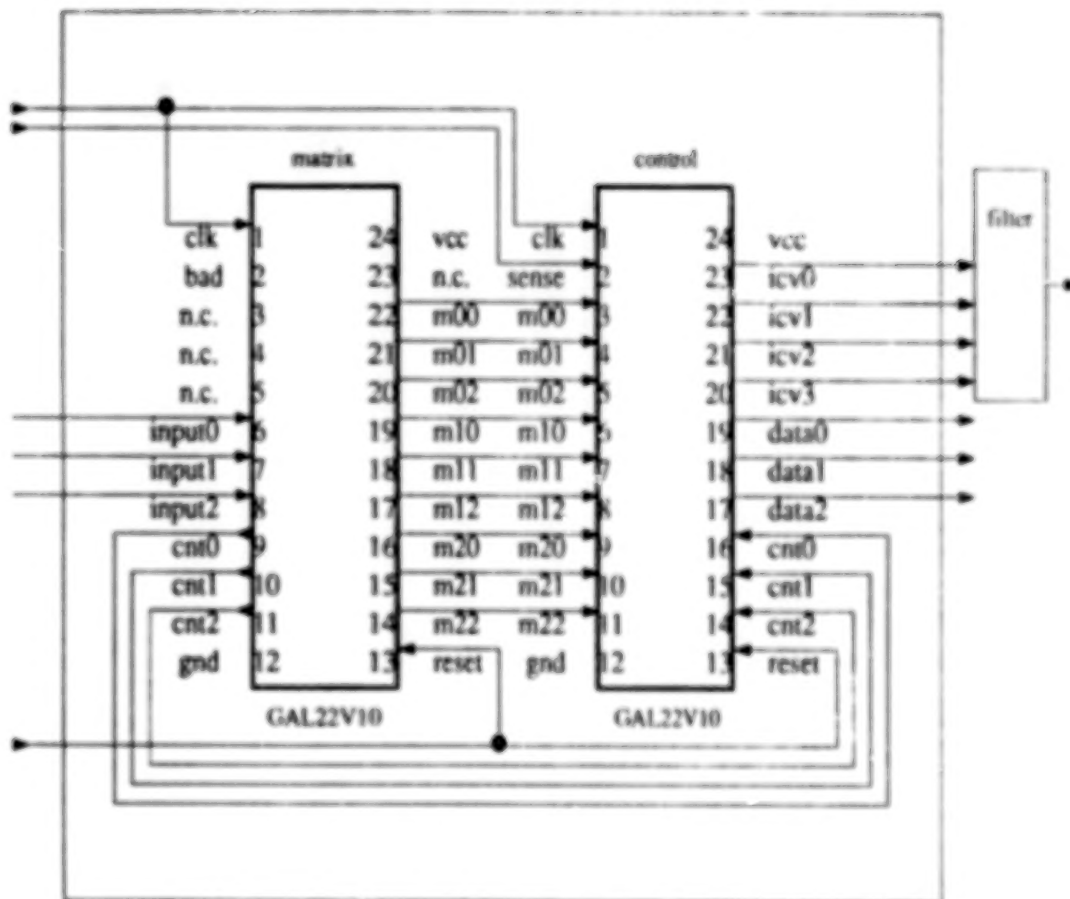 matrix control
filter
clk 1 24 vcc clk 1 24 vcc
bad 2 23 n.c. sense 2 23 icv0
n.c. 3 22 m00 m00 3 22 icv1
n.c. 4 21 m01 m01 4 21 icv2
n.c. 5 20 m02 m02 5 20 icv3
input0 6 19 m10 m10 6 19 data0
input1 7 18 m11 m11 7 18 data1
input2 8 17 m12 m12 8 17 data2
cnt0 9 16 m20 m20 9 16 cnt0
cnt1 10 15 m21 m21 10 15 cnt1
cnt2 11 14 m22 m22 11 14 cnt2
gnd 12 13 reset gnd 12 13 reset
GAL22V10 GAL22V10